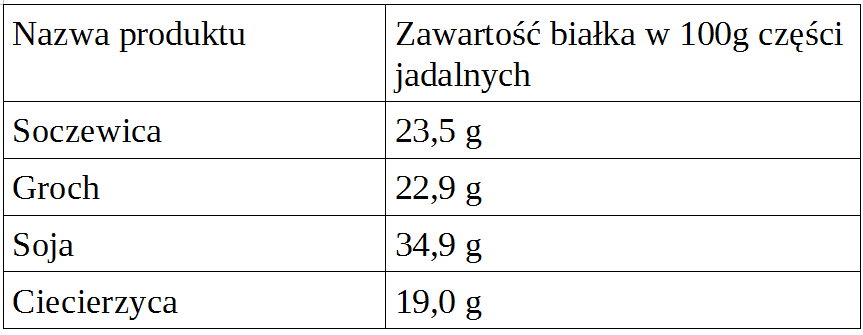 Nazwa produktu
Zawartość białka w 100g części
jadalnych
Soczewica
23,5 g
Groch
22,9 g
Soja
34,9 g
Ciecierzyca
19,0 g